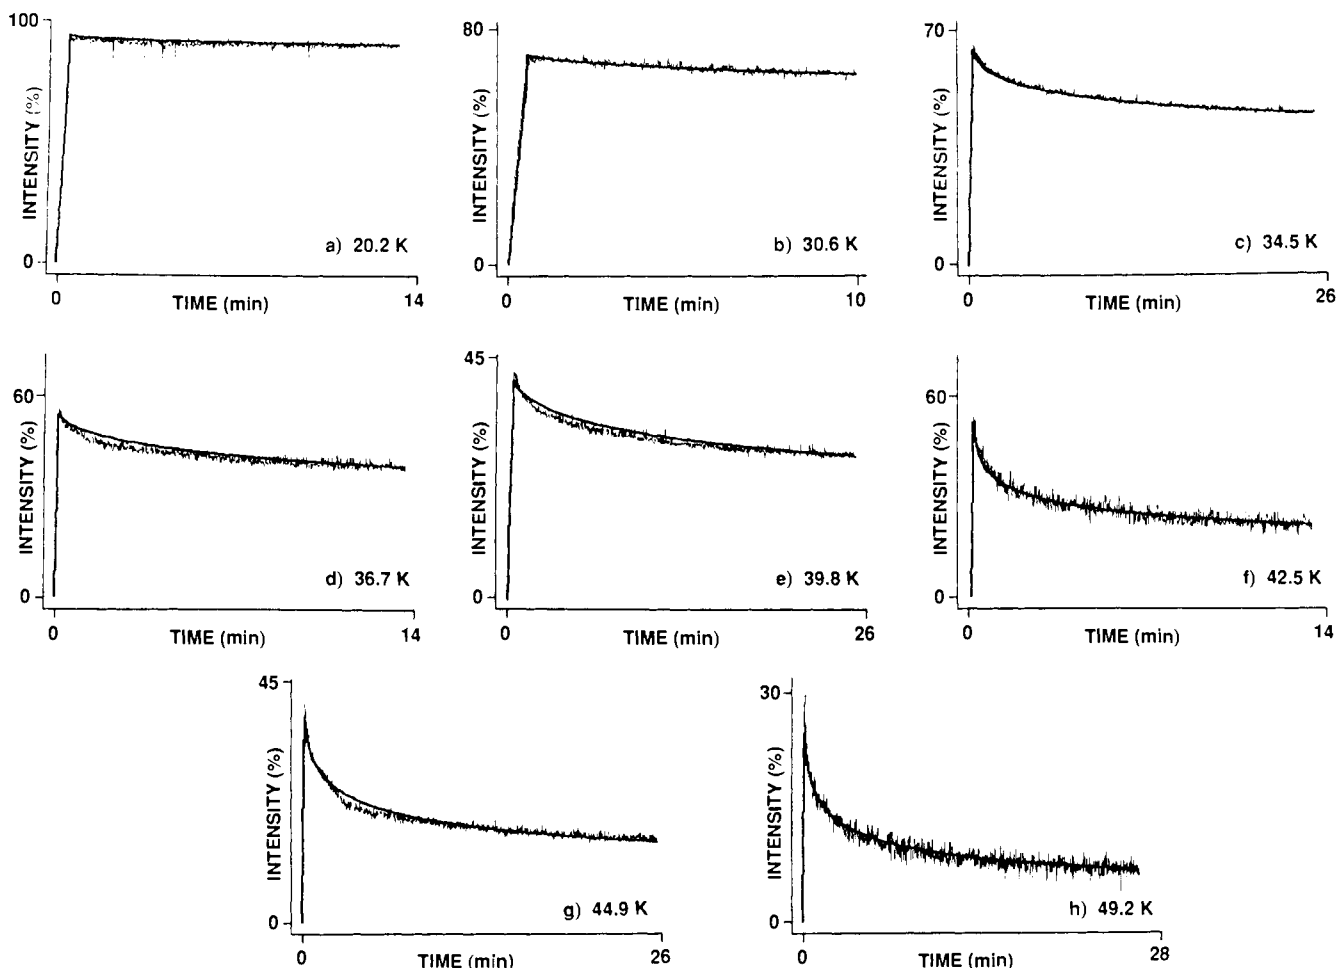 100
INTENSITY (%)
0
a) 20.2 K
0
TIME (min)
14
80
INTENSITY (%)
0
b) 30.6 K
0
TIME (min)
10
70
INTENSITY (%)
0
c) 34.5 K
0
TIME (min)
26
60
INTENSITY (%)
0
d) 36.7 K
0
TIME (min)
14
45
INTENSITY (%)
0
e) 39.8 K
0
TIME (min)
26
60
INTENSITY (%)
0
f) 42.5 K
0
TIME (min)
14
45
INTENSITY (%)
0
g) 44.9 K
0
TIME (min)
26
30
INTENSITY (%)
0
h) 49.2 K
0
TIME (min)
28